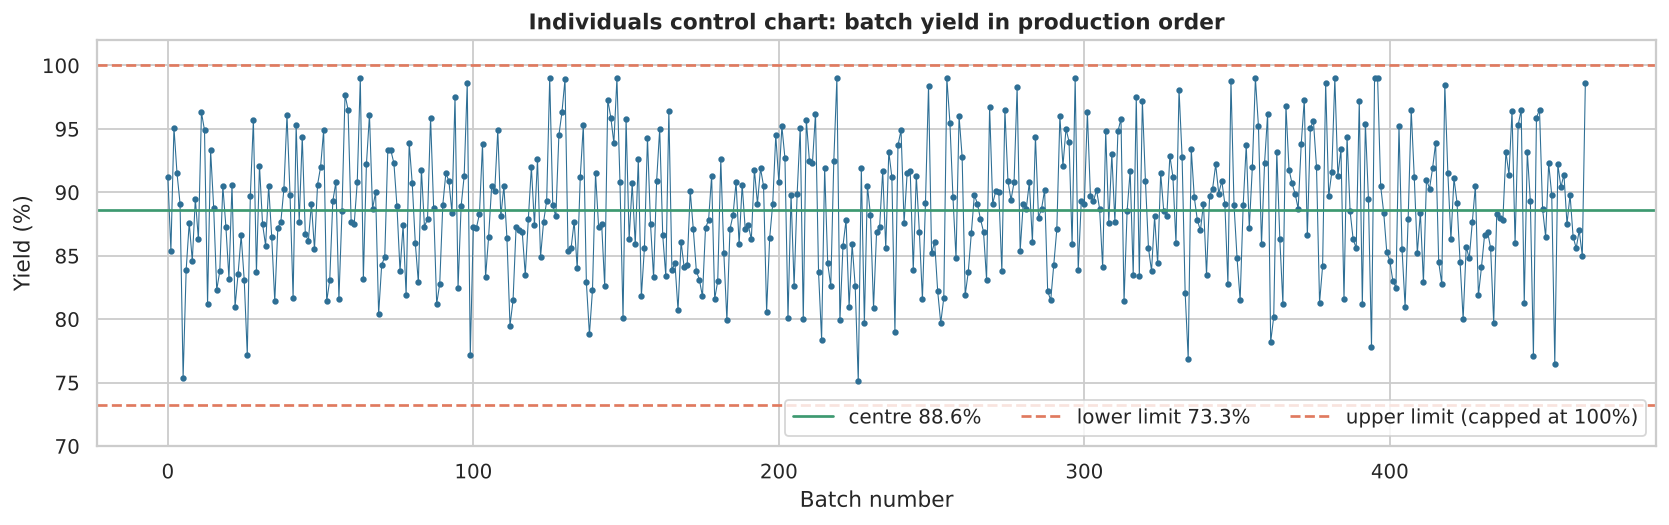 Individuals control chart: batch yield in production order
Yield (%)
100
95
90
85
80
75
70
centre 88.6% lower limit 73.3% upper limit (capped at 100%)
0 100 200 300 400
Batch number